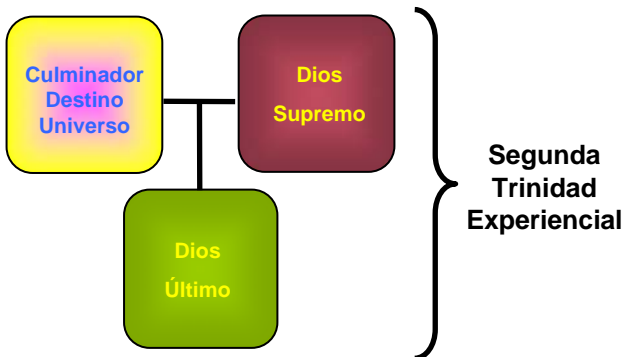 Culminador
Destino
Universo
Dios
Supremo
Dios
Último
Segunda
Trinidad
Experiencial